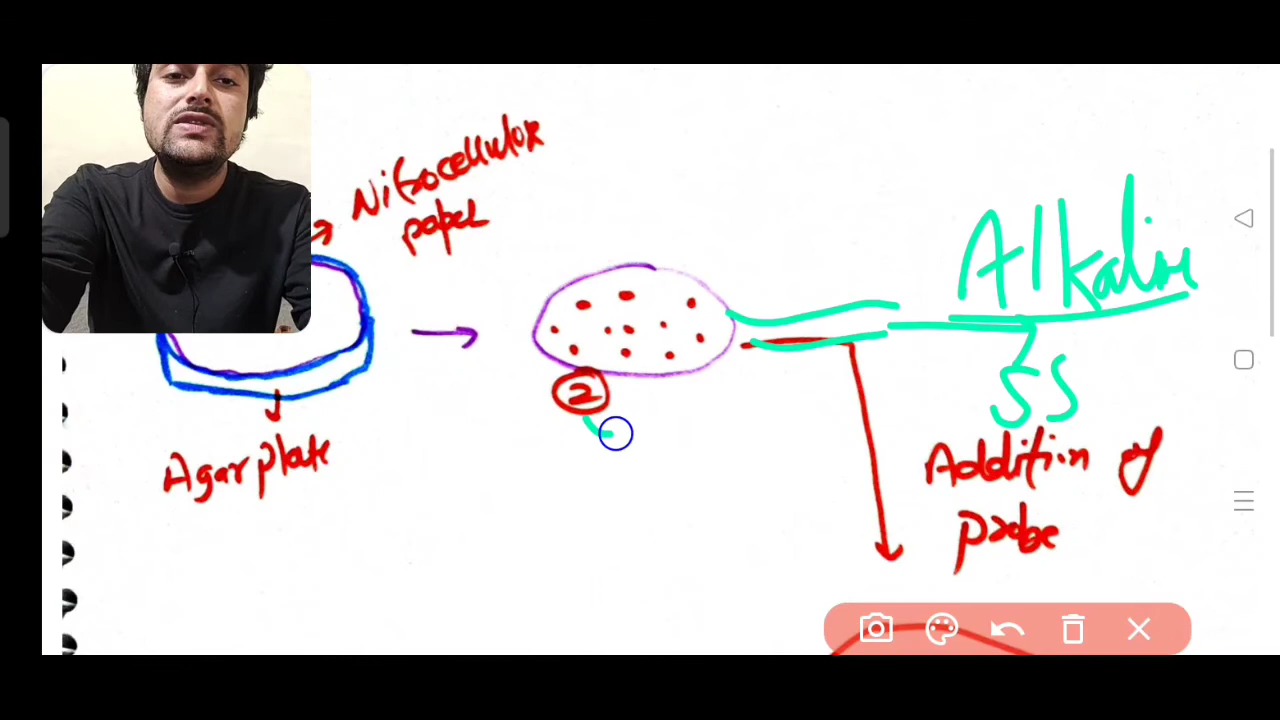 Nitrocellulose
paper
Alkaline
SS
2
Agar plate
Addition of
probe